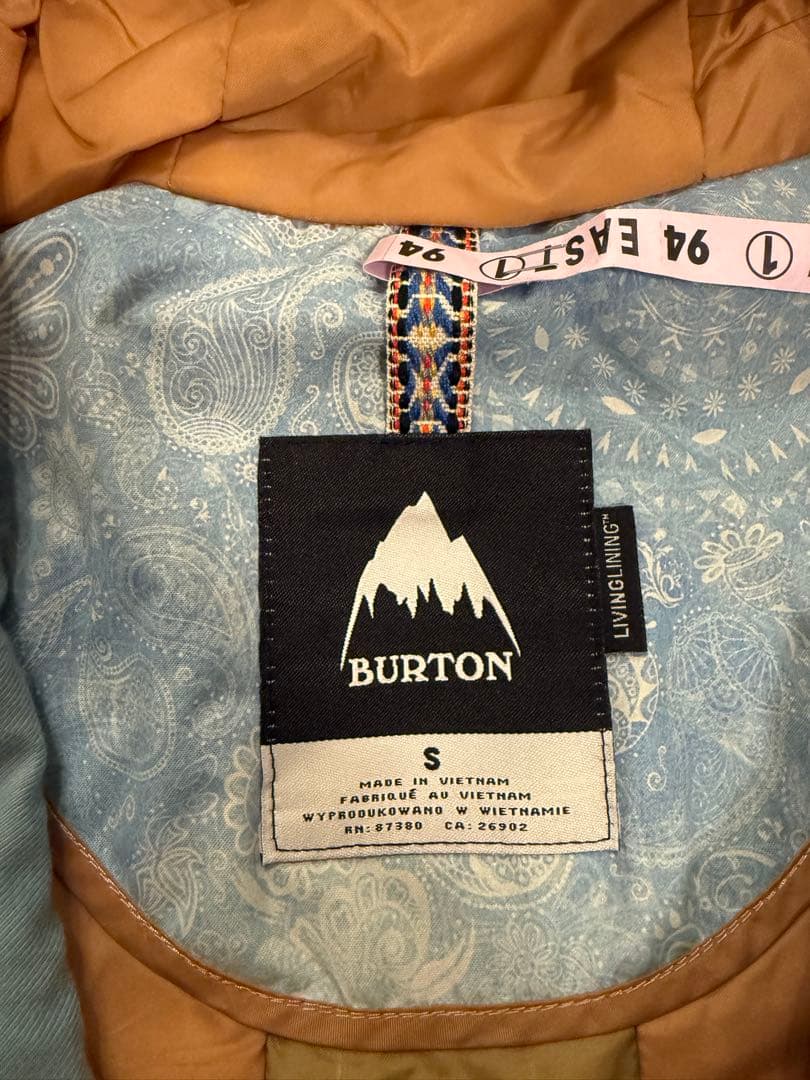 94 EAST ① 94 ①
BURTON
LIVINGLINING™
S
MADE IN VIETNAM
FABRIQUÉ AU VIETNAM
WYPRODUKOWANO W WIETNAMIE
RN: 87380 CA: 26902